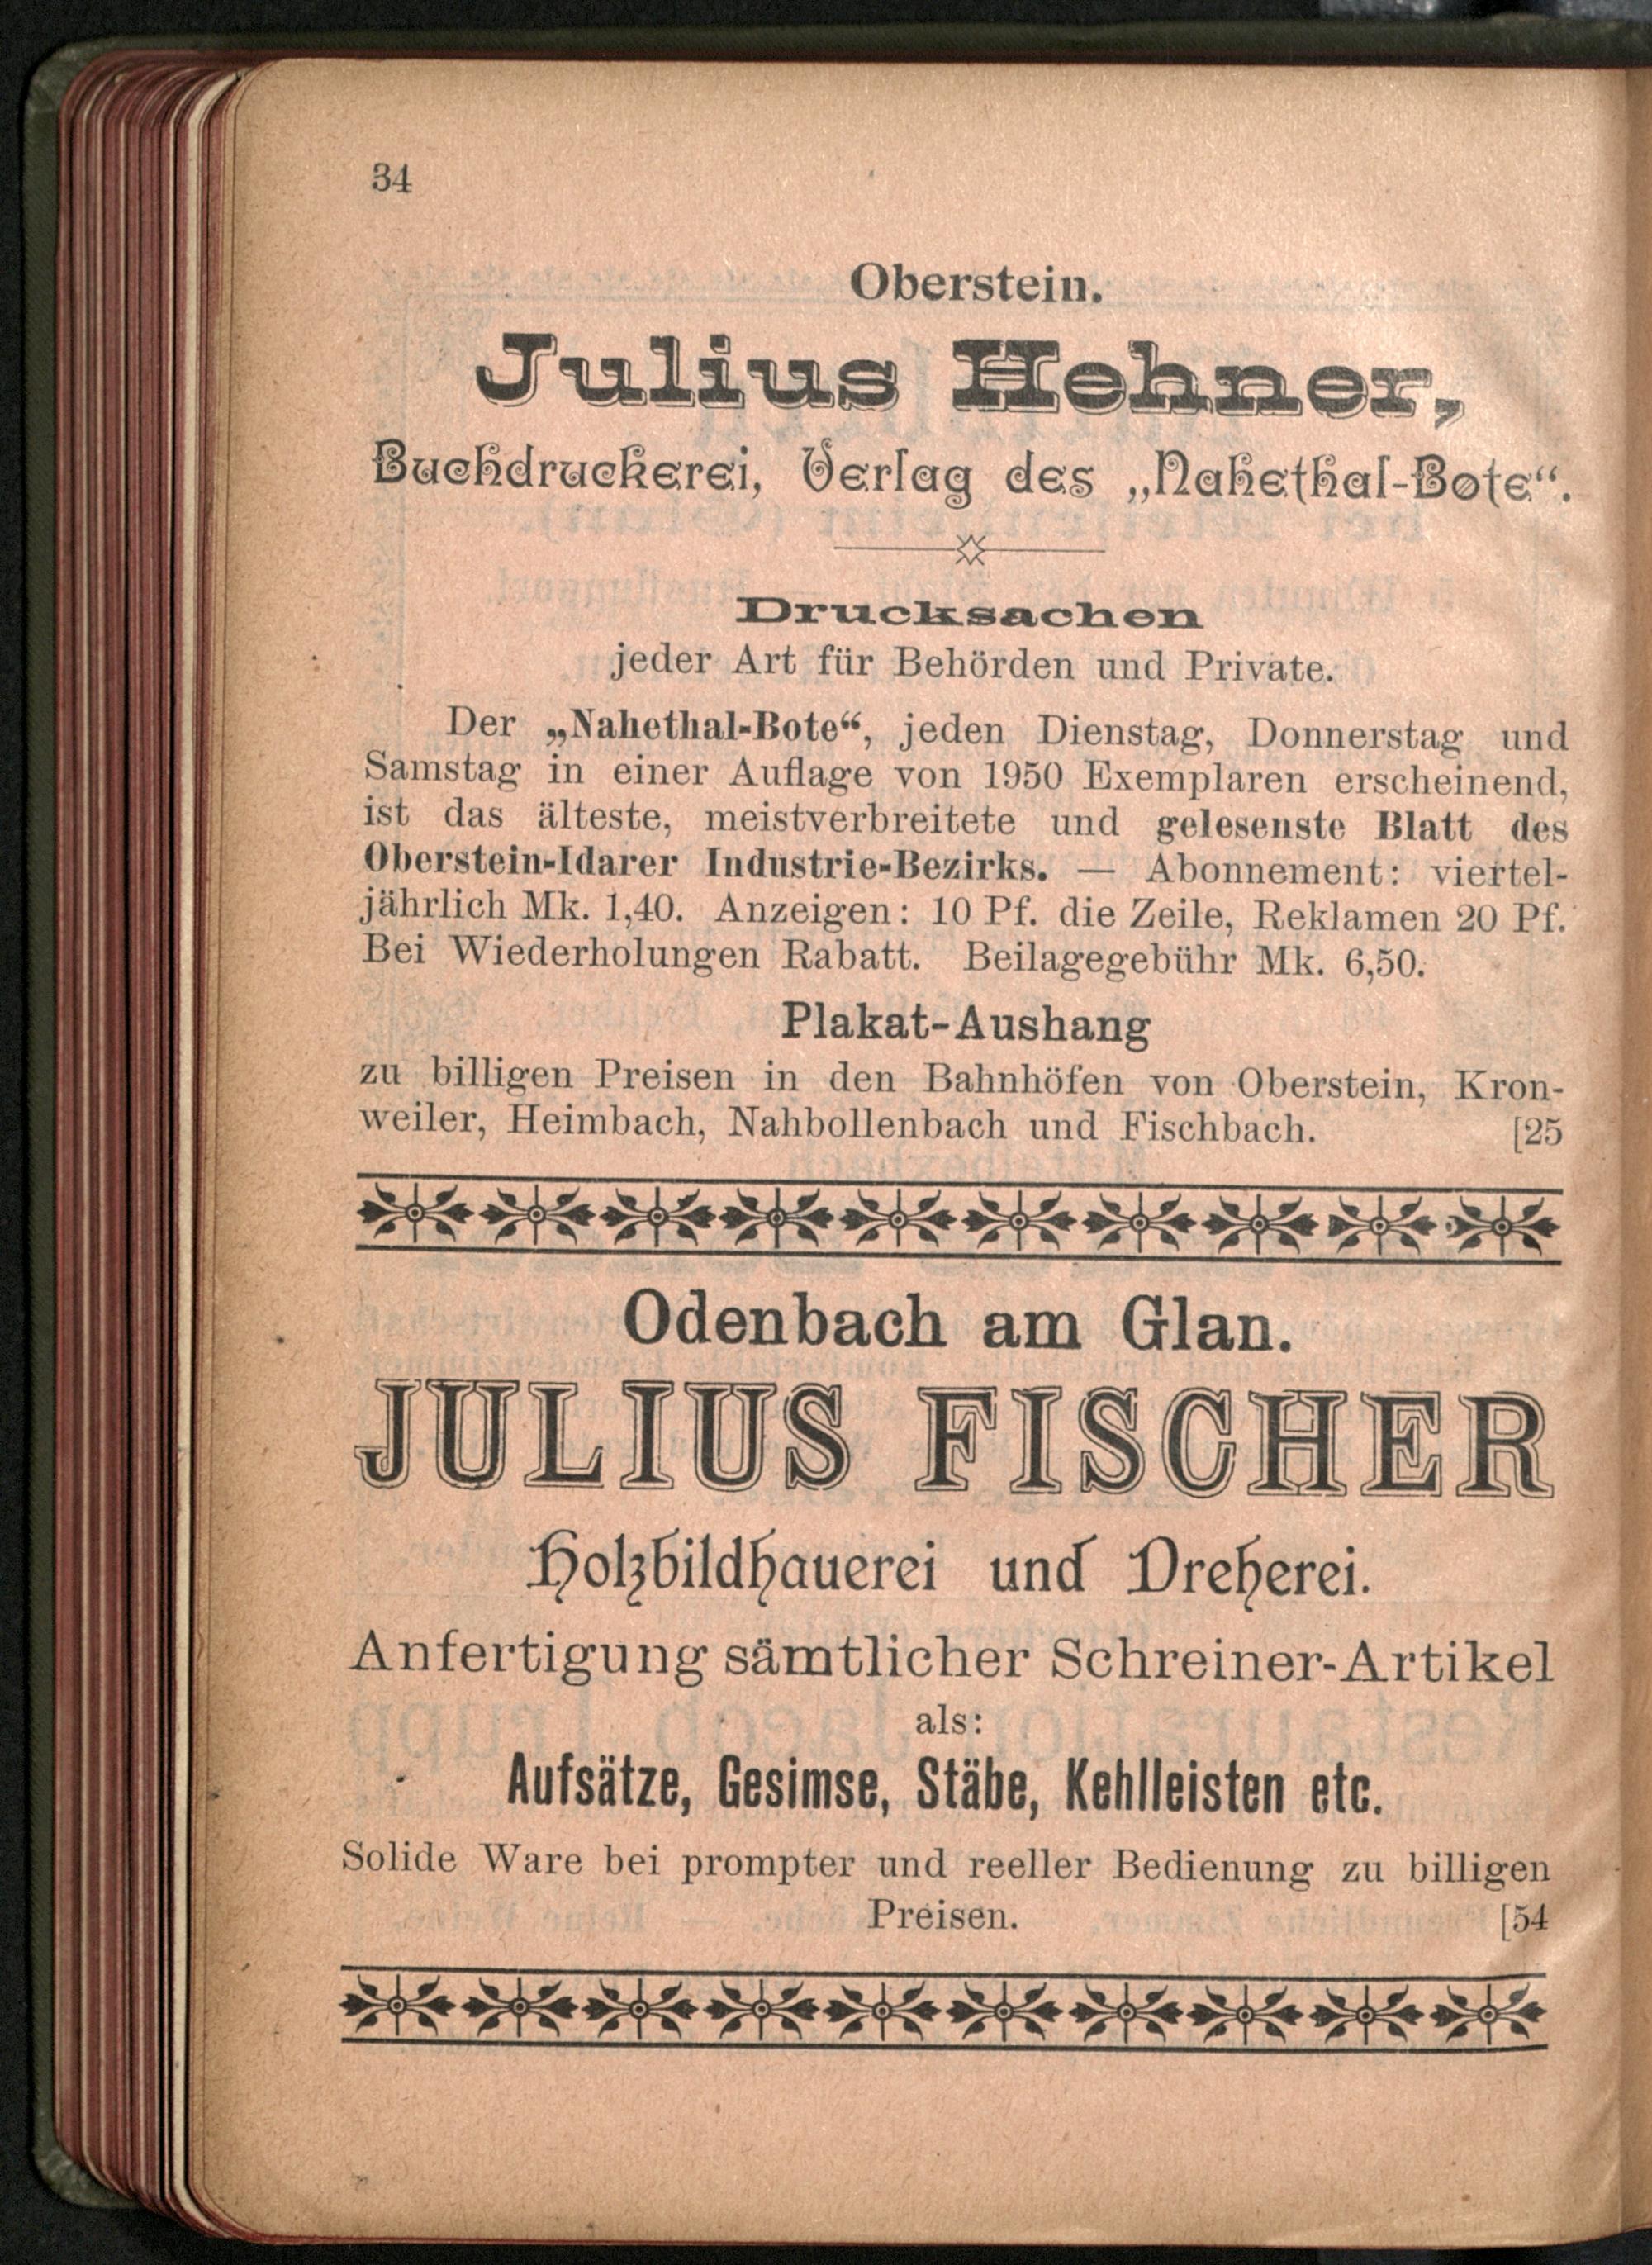 34
Oberstein.
Julius Hehner,
Buchdruckerei, Verlag des „Nahethal-Bote“.
Drucksachen
jeder Art für Behörden und Private.
Der „Nahethal-Bote“, jeden Dienstag, Donnerstag und
Samstag in einer Auflage von 1950 Exemplaren erscheinend,
ist das älteste, meistverbreitete und gelesenste Blatt des
Oberstein-Idarer Industrie-Bezirks. — Abonnement: viertel-
jährlich Mk. 1,40. Anzeigen: 10 Pf. die Zeile, Reklamen 20 Pf.
Bei Wiederholungen Rabatt. Beilagegebühr Mk. 6,50.
Plakat-Aushang
zu billigen Preisen in den Bahnhöfen von Oberstein, Kron-
weiler, Heimbach, Nahbollenbach und Fischbach. [25
Odenbach am Glan.
JULIUS FISCHER
Holzbildhauerei und Dreherei.
Anfertigung sämtlicher Schreiner-Artikel
als:
Aufsätze, Gesimse, Stäbe, Kehlleisten etc.
Solide Ware bei prompter und reeller Bedienung zu billigen
Preisen. [54